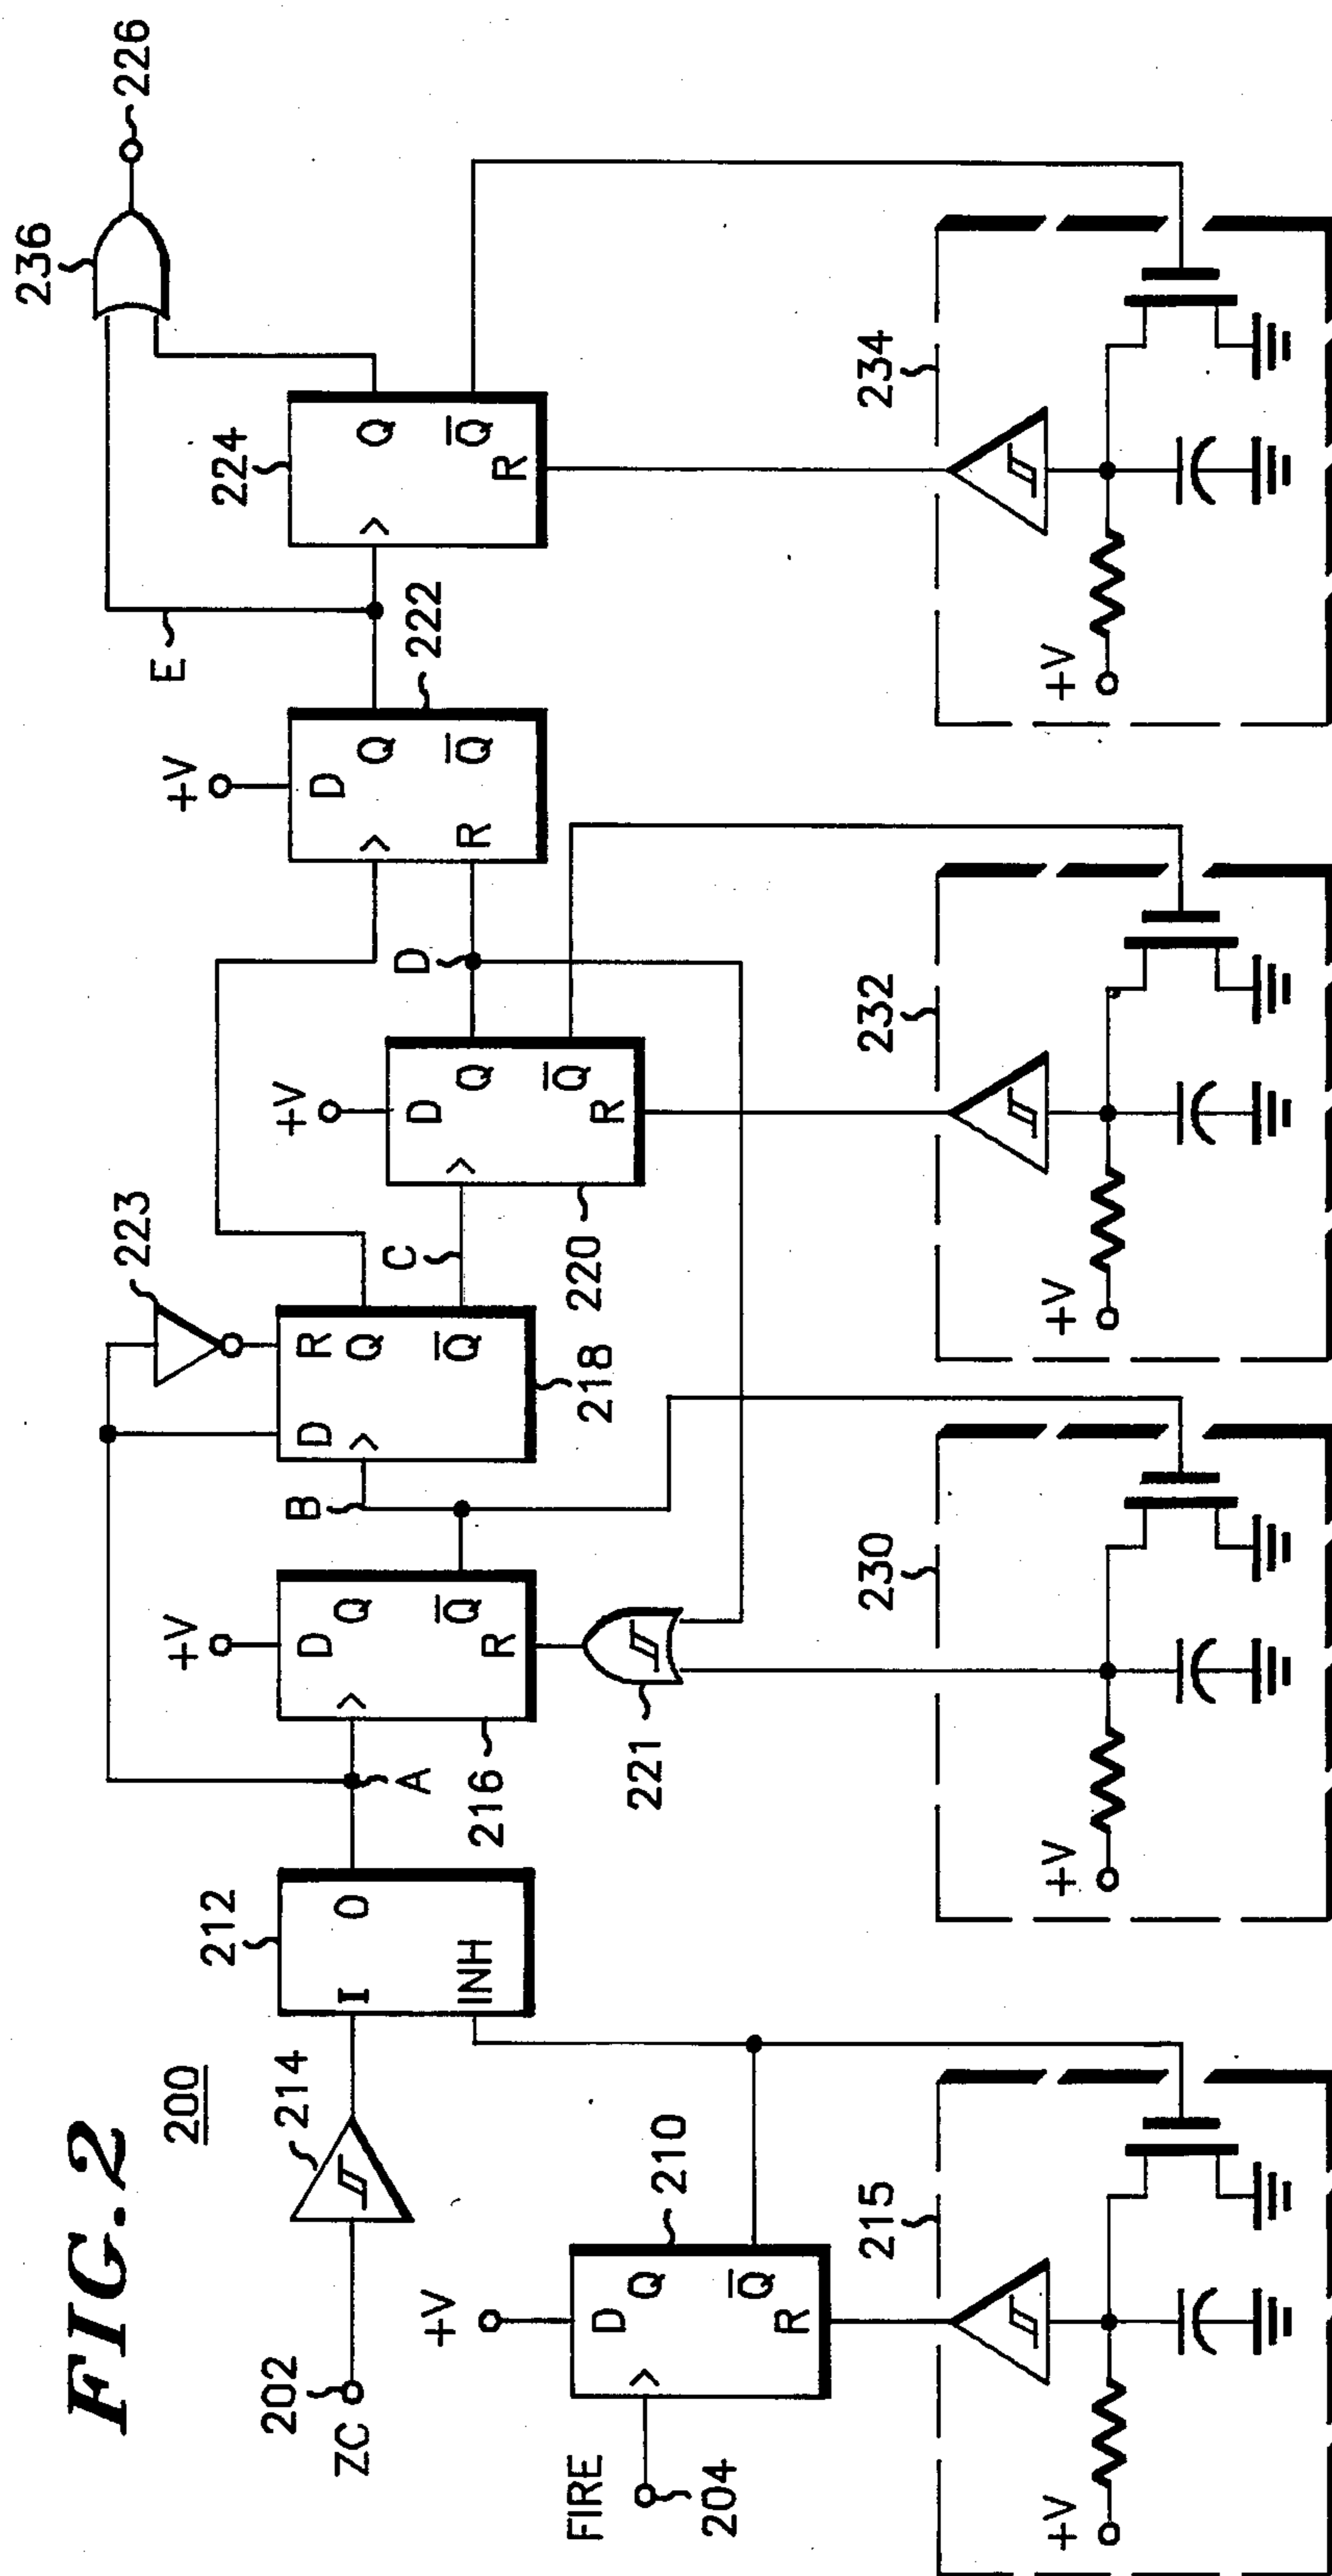 FIG.2
200
ZC
202
214
I
O
INH
212
A
+V
D
Q
Q
R
216
221
B
D
R
Q
Q
218
223
C
+V
D
Q
Q
R
220
D
+V
D
Q
Q
R
222
E
Q
Q
R
224
236
226
FIRE
204
+V
D
Q
Q
R
210
215
+V
230
+V
232
+V
234
+V